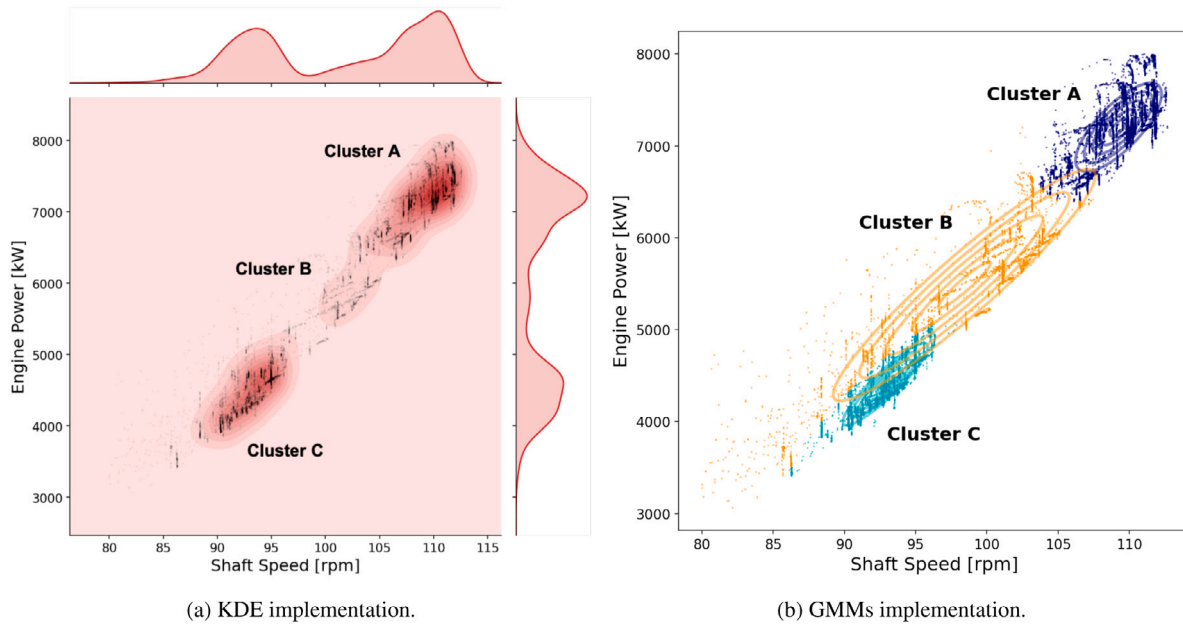 8000
7000
6000
5000
4000
3000
Engine Power [kW]
Cluster A
Cluster B
Cluster C
80 85 90 95 100 105 110 115
Shaft Speed [rpm]
(a) KDE implementation.
8000
7000
6000
5000
4000
3000
Engine Power [kW]
Cluster A
Cluster B
Cluster C
80 85 90 95 100 105 110
Shaft Speed [rpm]
(b) GMMs implementation.